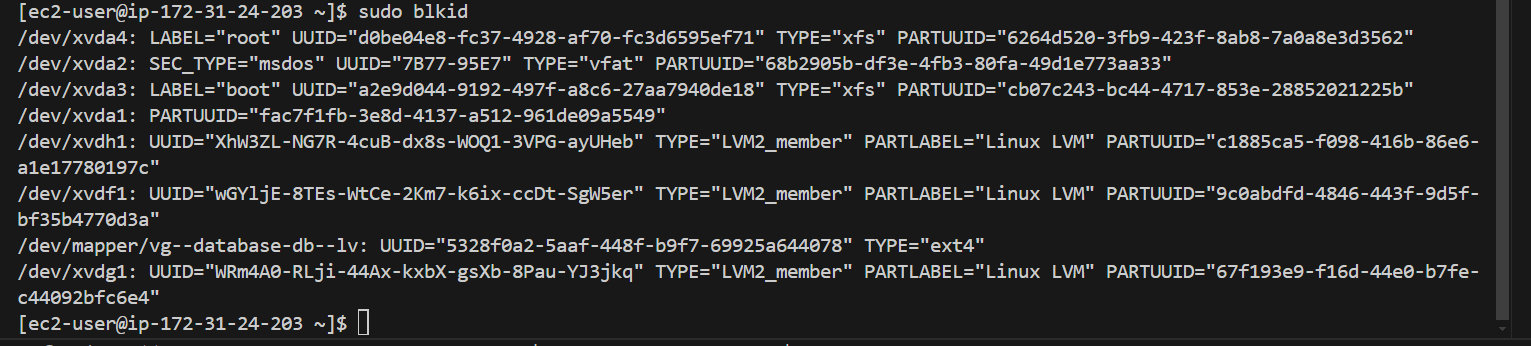 [ec2-user@ip-172-31-24-203 ~]$ sudo blkid
/dev/xvda4: LABEL="root" UUID="d0be04e8-fc37-4928-af70-fc3d6595ef71" TYPE="xfs" PARTUUID="6264d520-3fb9-423f-8ab8-7a0a8e3d3562"
/dev/xvda2: SEC_TYPE="msdos" UUID="7B77-95E7" TYPE="vfat" PARTUUID="68b2905b-df3e-4fb3-80fa-49d1e773aa33"
/dev/xvda3: LABEL="boot" UUID="a2e9d044-9192-497f-a8c6-27aa7940de18" TYPE="xfs" PARTUUID="cb07c243-bc44-4717-853e-28852021225b"
/dev/xvda1: PARTUUID="fac7f1fb-3e8d-4137-a512-961de09a5549"
/dev/xvdh1: UUID="XhW3ZL-NG7R-4cuB-dx8s-WOQ1-3VPG-ayUHeb" TYPE="LVM2_member" PARTLABEL="Linux LVM" PARTUUID="c1885ca5-f098-416b-86e6-
a1e17780197c"
/dev/xvdf1: UUID="wGYljE-8TEs-WtCe-2Km7-k6ix-ccDt-SgW5er" TYPE="LVM2_member" PARTLABEL="Linux LVM" PARTUUID="9c0abdfd-4846-443f-9d5f-
bf35b4770d3a"
/dev/mapper/vg--database-db--lv: UUID="5328f0a2-5aaf-448f-b9f7-69925a644078" TYPE="ext4"
/dev/xvdg1: UUID="WRm4A0-RLji-44Ax-kxbX-gsXb-8Pau-YJ3jkq" TYPE="LVM2_member" PARTLABEL="Linux LVM" PARTUUID="67f193e9-f16d-44e0-b7fe-
c44092bfc6e4"
[ec2-user@ip-172-31-24-203 ~]$